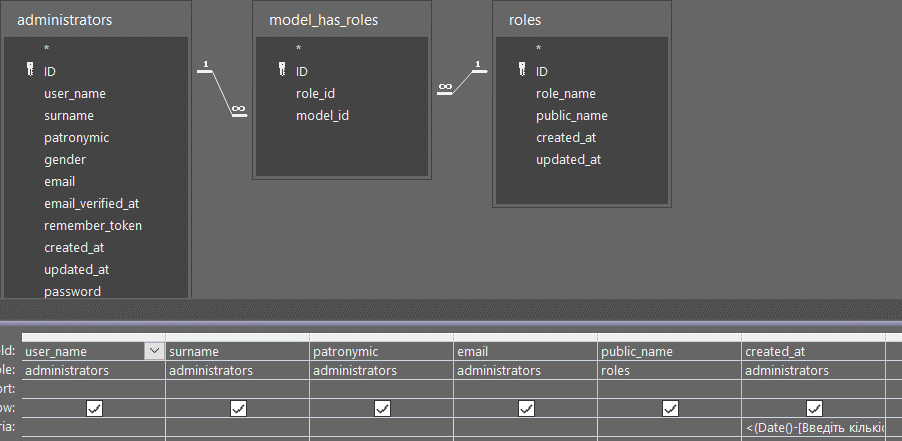 administrators
*
ID
user_name
surname
patronymic
gender
email
email_verified_at
remember_token
created_at
updated_at
password
1
∞
model_has_roles
*
ID
role_id
model_id
1
∞
roles
*
ID
role_name
public_name
created_at
updated_at
ld: user_name surname patronymic email public_name created_at
ble: administrators administrators administrators administrators roles administrators
ort:
ow:
ria: <(Date()-[Введіть кількіс